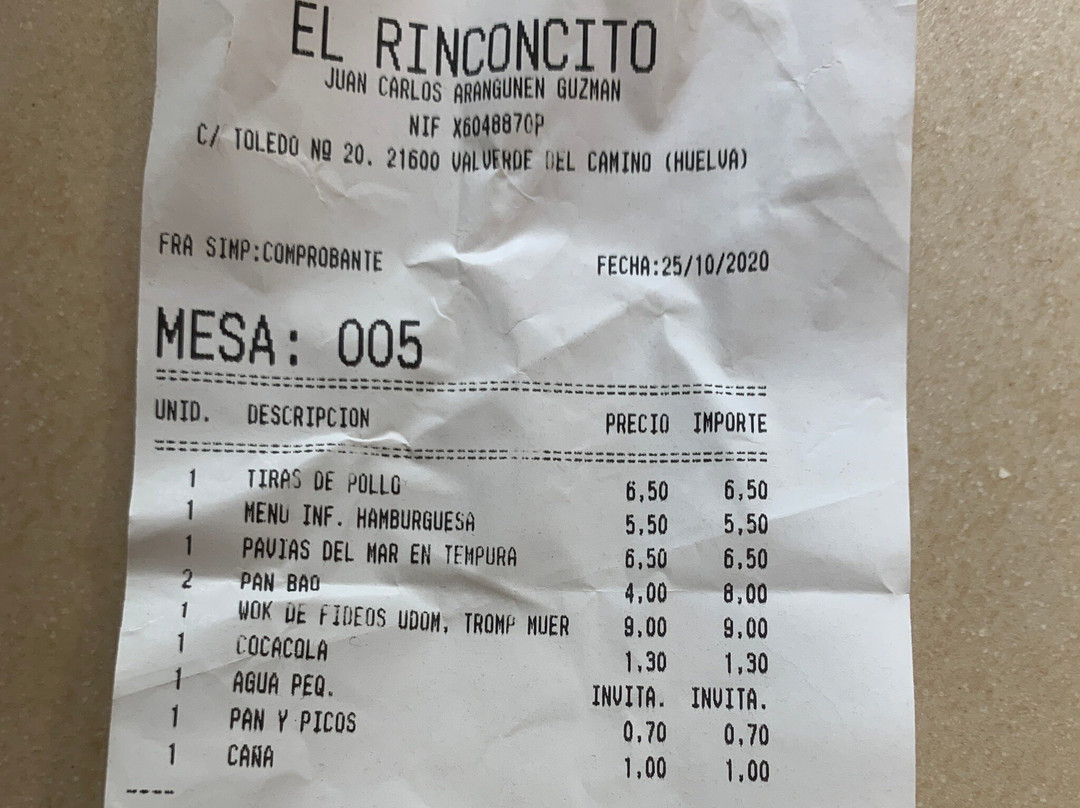 EL RINCONCITO
JUAN CARLOS ARANGUNEN GUZMAN
NIF X6048870P
C/ TOLEDO Nº 20. 21600 VALVERDE DEL CAMINO (HUELVA)
FRA SIMP:COMPROBANTE FECHA:25/10/2020
MESA: 005
UNID. DESCRIPCION PRECIO IMPORTE
1 TIRAS DE POLLO 6,50 6,50
1 MENU INF. HAMBURGUESA 5,50 5,50
1 PAVIAS DEL MAR EN TEMPURA 6,50 6,50
2 PAN BAO 4,00 8,00
1 WOK DE FIDEOS UDOM, TROMP MUER 9,00 9,00
1 COCACOLA 1,30 1,30
1 AGUA PEQ. INVITA. INVITA.
1 PAN Y PICOS 0,70 0,70
1 CAÑA 1,00 1,00